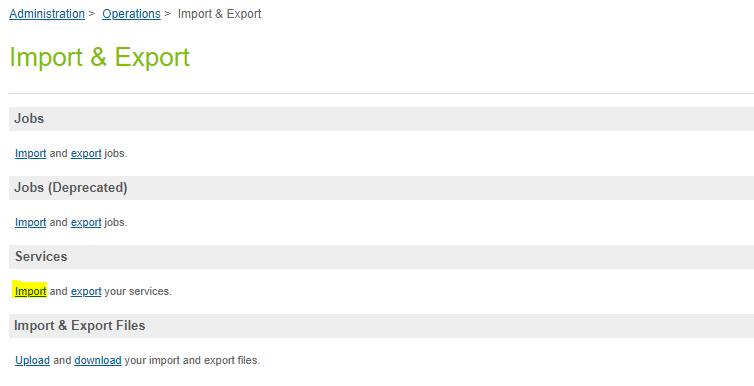 Administration > Operations > Import & Export
Import & Export
Jobs
Import and export jobs.
Jobs (Deprecated)
Import and export jobs.
Services
Import and export your services.
Import & Export Files
Upload and download your import and export files.